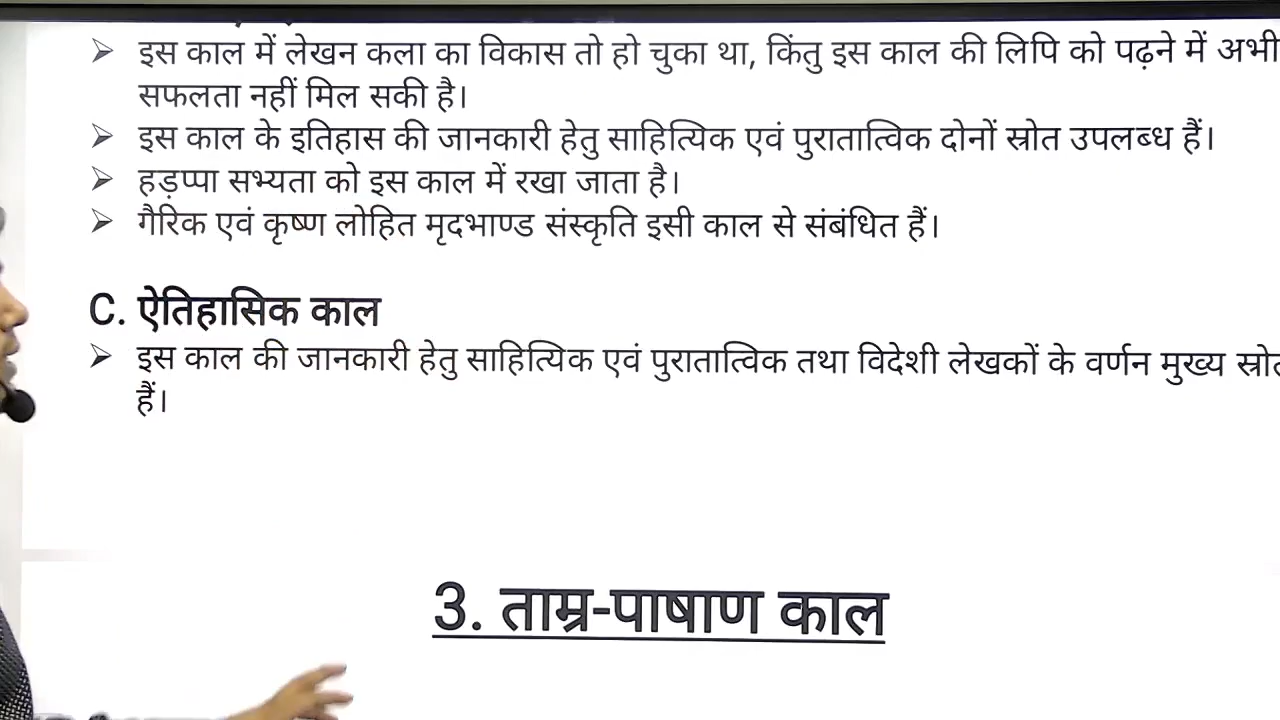 ➢ इस काल में लेखन कला का विकास तो हो चुका था, किंतु इस काल की लिपि को पढ़ने में अभी
सफलता नहीं मिल सकी है।
➢ इस काल के इतिहास की जानकारी हेतु साहित्यिक एवं पुरातात्विक दोनों स्रोत उपलब्ध हैं।
➢ हड़प्पा सभ्यता को इस काल में रखा जाता है।
➢ गैरिक एवं कृष्ण लोहित मृदभाण्ड संस्कृति इसी काल से संबंधित हैं।
C. ऐतिहासिक काल
➢ इस काल की जानकारी हेतु साहित्यिक एवं पुरातात्विक तथा विदेशी लेखकों के वर्णन मुख्य स्रोत
हैं।
3. ताम्र-पाषाण काल